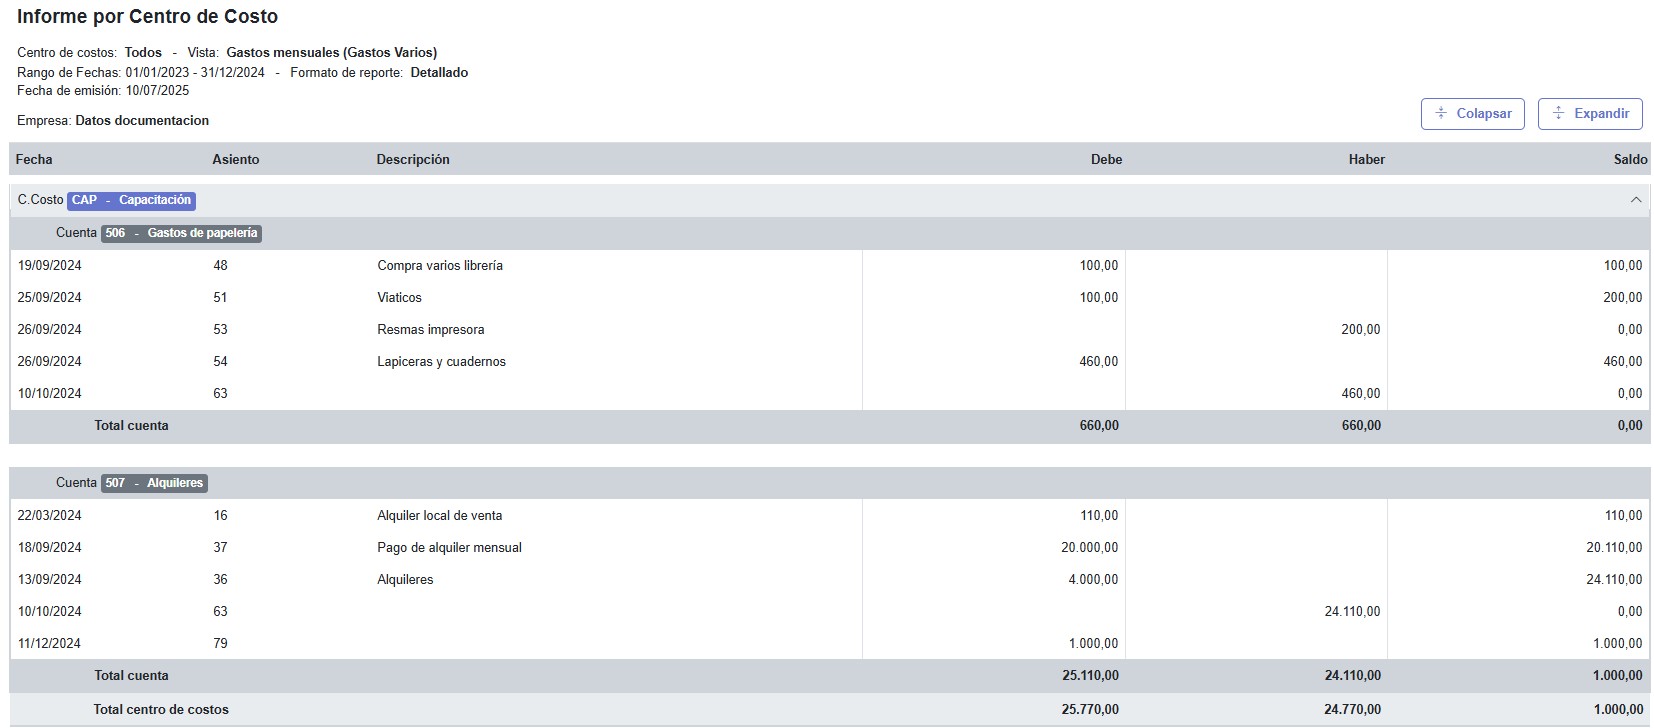 Informe por Centro de Costo
Centro de costos: Todos - Vista: Gastos mensuales (Gastos Varios)
Rango de Fechas: 01/01/2023 - 31/12/2024 - Formato de reporte: Detallado
Fecha de emisión: 10/07/2025
Empresa: Datos documentacion
Colapsar Expandir
Fecha Asiento Descripción Debe Haber Saldo
C.Costo CAP - Capacitación
Cuenta 506 - Gastos de papelería
19/09/2024 48 Compra varios librería 100,00 100,00
25/09/2024 51 Viaticos 100,00 200,00
26/09/2024 53 Resmas impresora 200,00 0,00
26/09/2024 54 Lapiceras y cuadernos 460,00 460,00
10/10/2024 63 460,00 0,00
Total cuenta 660,00 660,00 0,00
Cuenta 507 - Alquileres
22/03/2024 16 Alquiler local de venta 110,00 110,00
18/09/2024 37 Pago de alquiler mensual 20.000,00 20.110,00
13/09/2024 36 Alquileres 4.000,00 24.110,00
10/10/2024 63 24.110,00 0,00
11/12/2024 79 1.000,00 1.000,00
Total cuenta 25.110,00 24.110,00 1.000,00
Total centro de costos 25.770,00 24.770,00 1.000,00